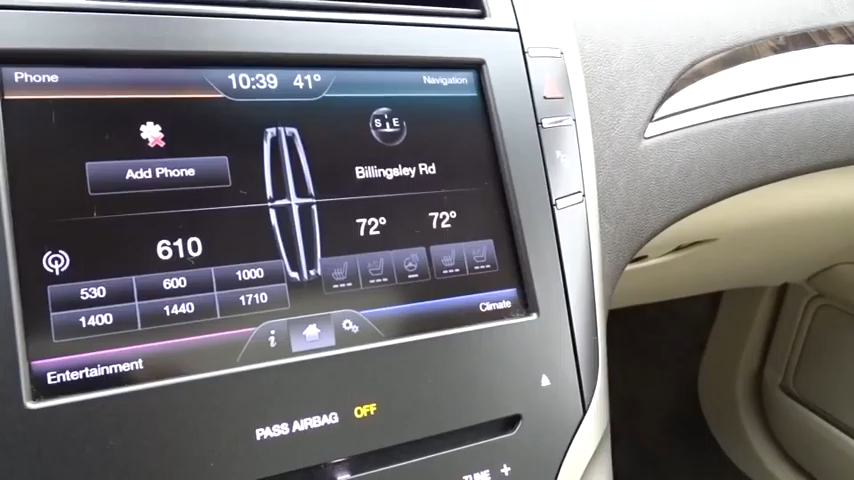 Phone 10:39 41° Navigation
S E
Add Phone Billingsley Rd
72° 72°
610
530 600 1000
1400 1440 1710
Climate
i
Entertainment
PASS AIRBAG OFF
TUNE +